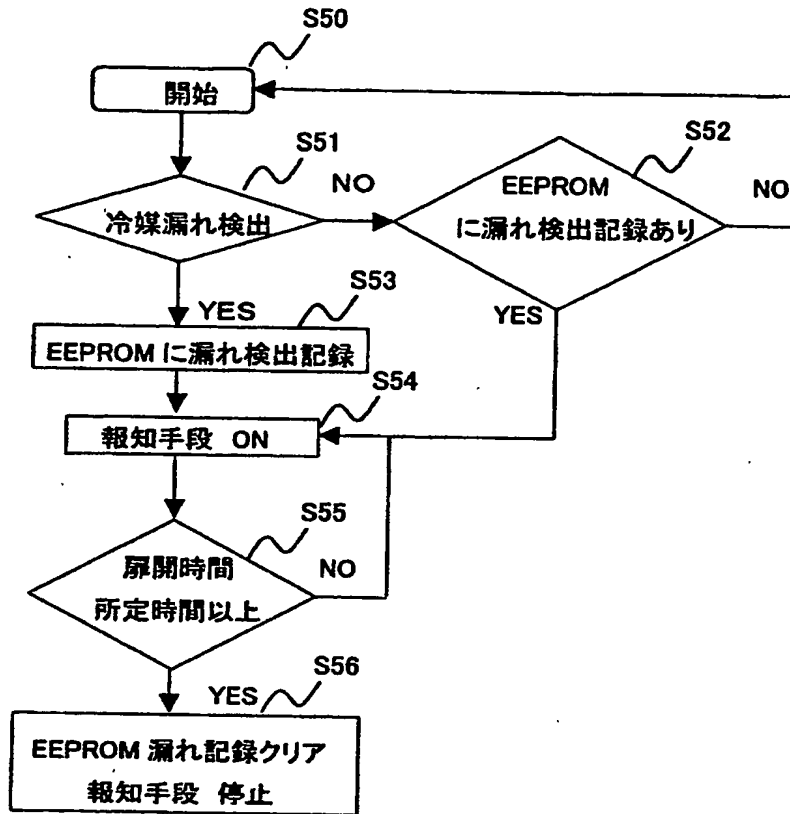 S50
開始
S51
冷媒漏れ検出
NO
S52
EEPROM
に漏れ検出記録あり
NO
YES
YES
S53
EEPROMに漏れ検出記録
S54
報知手段 ON
S55
扉開時間
所定時間以上
NO
YES
S56
EEPROM 漏れ記録クリア
報知手段 停止